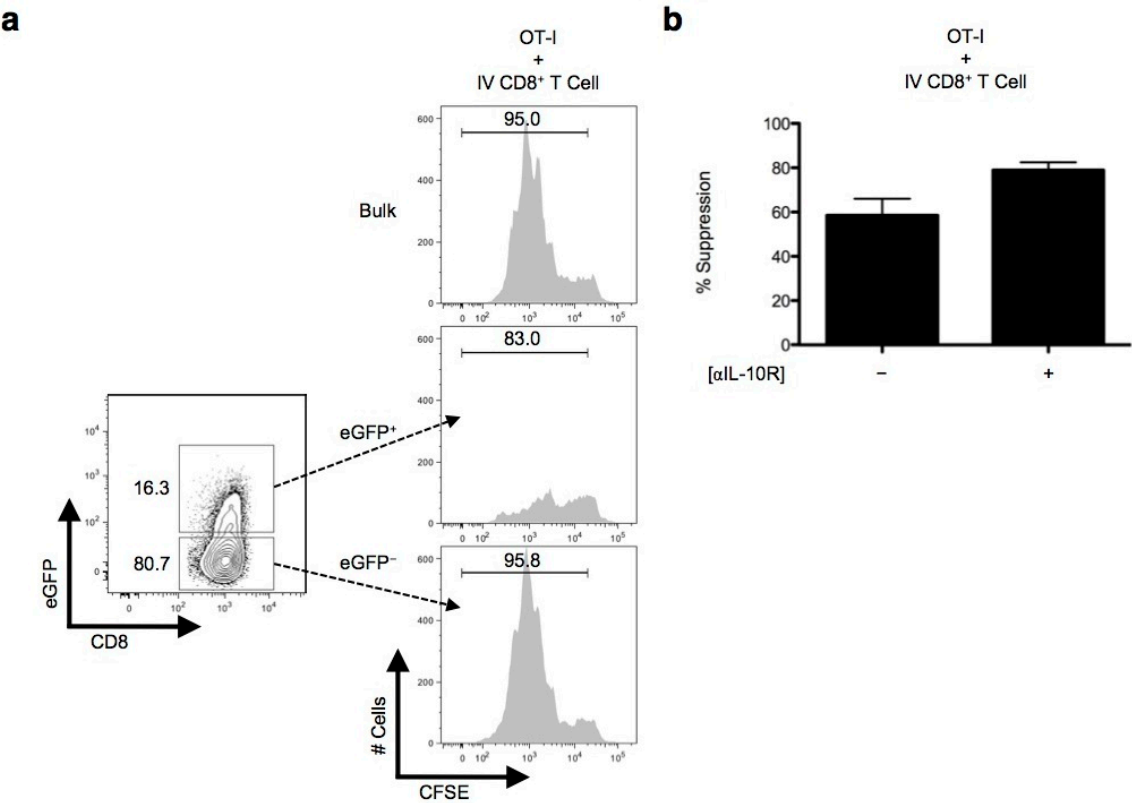 a
OT-I
+
IV CD8⁺ T Cell
Bulk
95.0
600
400
200
0
0 10² 10³ 10⁴ 10⁵
eGFP⁺
83.0
600
400
200
0
0 10² 10³ 10⁴ 10⁵
eGFP⁻
95.8
600
400
200
0
0 10² 10³ 10⁴ 10⁵
# Cells
CFSE
10⁴
10³
10²
0
16.3
80.7
0 10² 10³ 10⁴
eGFP
CD8
b
OT-I
+
IV CD8⁺ T Cell
% Suppression
100
80
60
40
20
0
[αIL-10R] − +